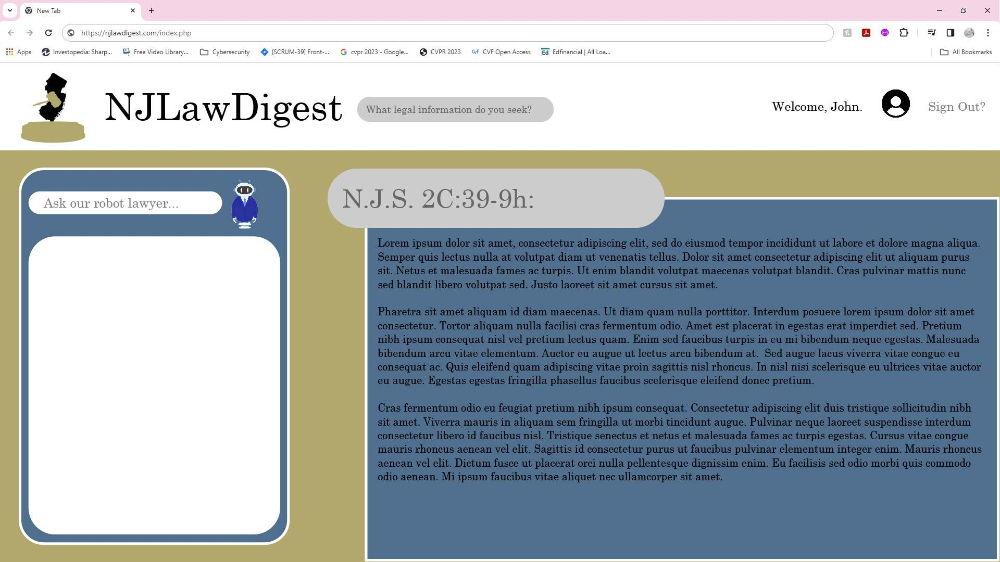 New Tab
https://njlawdigest.com/index.php
Apps
Investopedia: Sharp...
Free Video Library...
Cybersecurity
[SCRUM-39] Front-...
cvpr 2023 - Google...
CVPR 2023
CVF Open Access
Edfinancial | All Loa...
All Bookmarks
NJLawDigest
What legal information do you seek?
Welcome, John.
Sign Out?
Ask our robot lawyer...
N.J.S. 2C:39-9h:
Lorem ipsum dolor sit amet, consectetur adipiscing elit, sed do eiusmod tempor incididunt ut labore et dolore magna aliqua.
Semper quis lectus nulla at volutpat diam ut venenatis tellus. Dolor sit amet consectetur adipiscing elit ut aliquam purus
sit. Netus et malesuada fames ac turpis. Ut enim blandit volutpat maecenas volutpat blandit. Cras pulvinar mattis nunc
sed blandit libero volutpat sed. Justo laoreet sit amet cursus sit amet.
Pharetra sit amet aliquam id diam maecenas. Ut diam quam nulla porttitor. Interdum posuere lorem ipsum dolor sit amet
consectetur. Tortor aliquam nulla facilisi cras fermentum odio. Amet est placerat in egestas erat imperdiet sed. Pretium
nibh ipsum consequat nisl vel pretium lectus quam. Enim sed faucibus turpis in eu mi bibendum neque egestas. Malesuada
bibendum arcu vitae elementum. Auctor eu augue ut lectus arcu bibendum at.  Sed augue lacus viverra vitae congue eu
consequat ac. Quis eleifend quam adipiscing vitae proin sagittis nisl rhoncus. In nisl nisi scelerisque eu ultrices vitae auctor
eu augue. Egestas egestas fringilla phasellus faucibus scelerisque eleifend donec pretium.
Cras fermentum odio eu feugiat pretium nibh ipsum consequat. Consectetur adipiscing elit duis tristique sollicitudin nibh
sit amet. Viverra mauris in aliquam sem fringilla ut morbi tincidunt augue. Pulvinar neque laoreet suspendisse interdum
consectetur libero id faucibus nisl. Tristique senectus et netus et malesuada fames ac turpis egestas. Cursus vitae congue
mauris rhoncus aenean vel elit. Sagittis id consectetur purus ut faucibus pulvinar elementum integer enim. Mauris rhoncus
aenean vel elit. Dictum fusce ut placerat orci nulla pellentesque dignissim enim. Eu facilisis sed odio morbi quis commodo
odio aenean. Mi ipsum faucibus vitae aliquet nec ullamcorper sit amet.